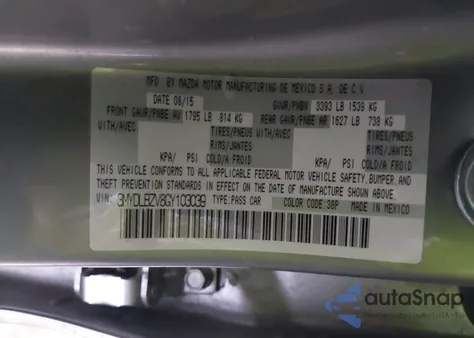 MFD BY MAZDA MOTOR MANUFACTURING DE MEXICO S.A. DE C.V.
DATE 08/15 GVWR/PNBV 3393 LB 1539 KG
FRONT GAWR/PNBE AV 1795 LB 814 KG REAR GAWR/PNBE AR 1627 LB 738 KG
WITH/AVEC TIRES/PNEUS WITH/AVEC TIRES/PNEUS
RIMS/JANTES RIMS/JANTES
KPA/ PSI COLD/A FROID KPA/ PSI COLD/A FROID
THIS VEHICLE CONFORMS TO ALL APPLICABLE FEDERAL MOTOR VEHICLE SAFETY, BUMPER, AND
THEFT PREVENTION STANDARDS IN EFFECT ON THE DATE OF MANUFACTURE SHOWN ABOVE.
VIN: 3MYDLBZV8GY103039 TYPE: PASS CAR COLOR CODE: 38P MADE IN MEXICO
autoSnap